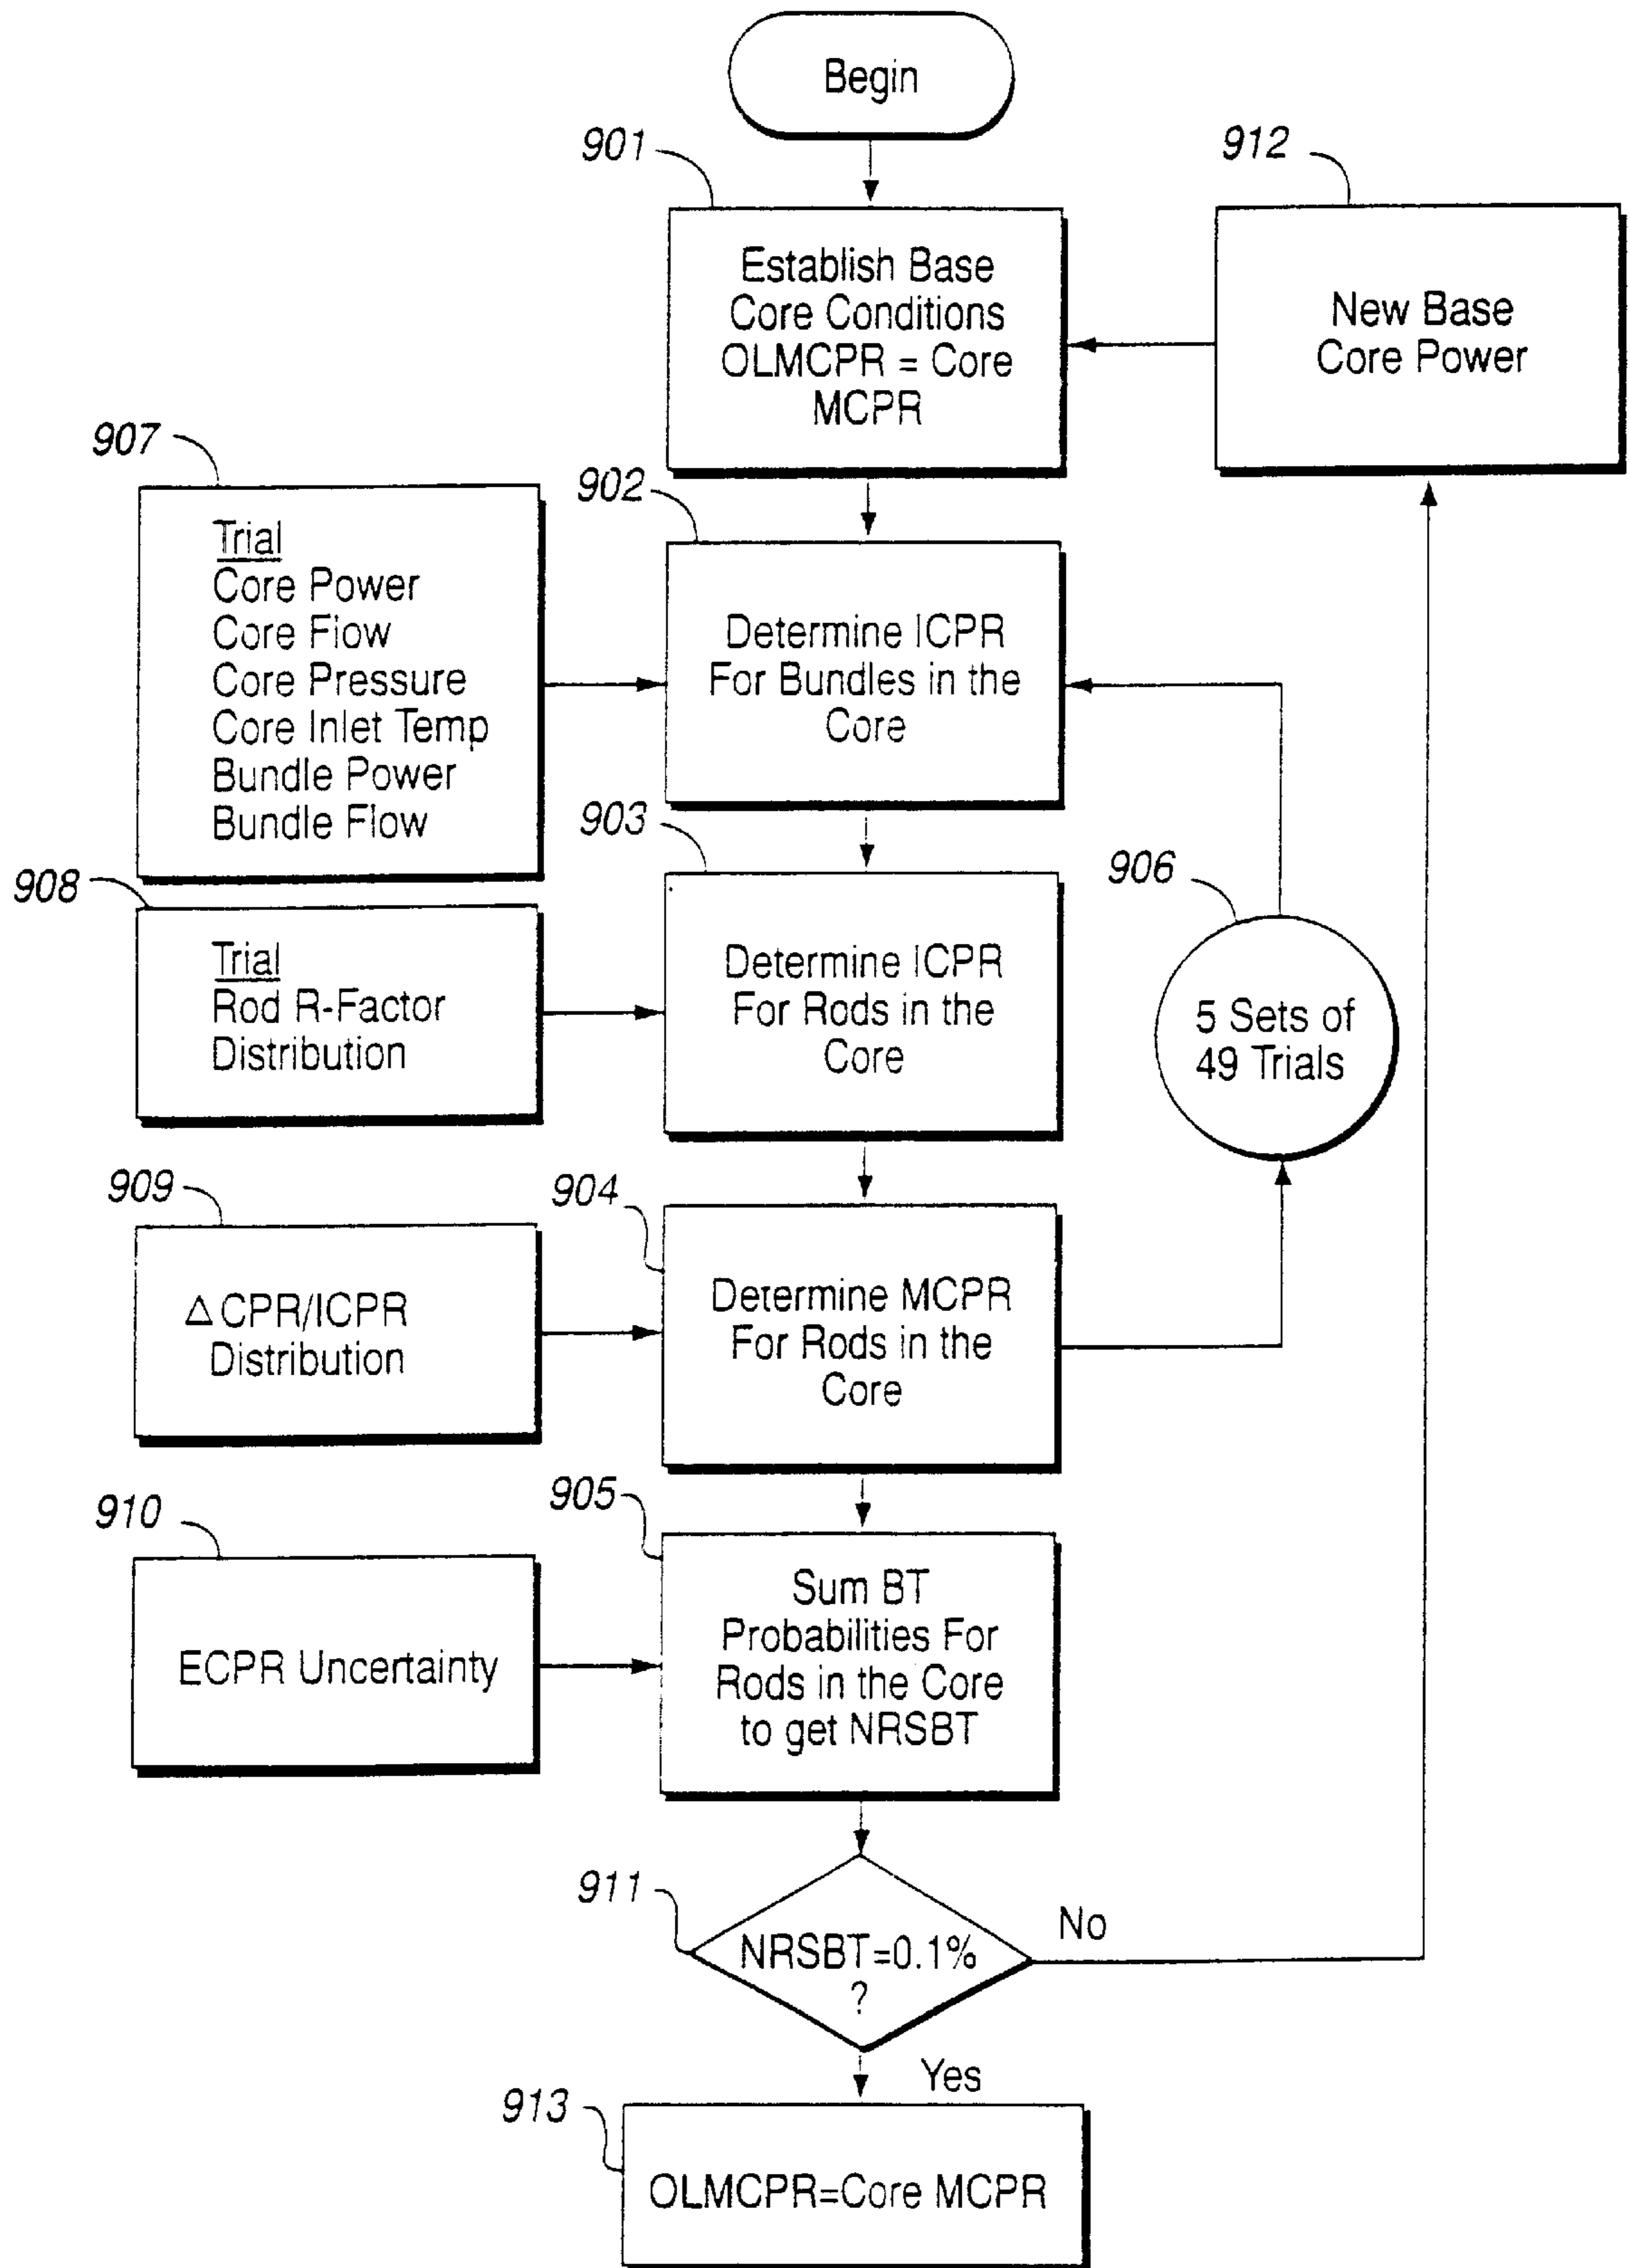 Begin
901
912
Establish Base
Core Conditions
OLMCPR = Core
MCPR
New Base
Core Power
907
902
Trial
Core Power
Core Flow
Core Pressure
Core Inlet Temp
Bundle Power
Bundle Flow
Determine ICPR
For Bundles in the
Core
903
908
906
Trial
Rod R-Factor
Distribution
Determine ICPR
For Rods in the
Core
5 Sets of
49 Trials
909
904
△CPR/ICPR
Distribution
Determine MCPR
For Rods in the
Core
910
905
ECPR Uncertainty
Sum BT
Probabilities For
Rods in the Core
to get NRSBT
911
NRSBT=0.1%
?
No
Yes
913
OLMCPR=Core MCPR